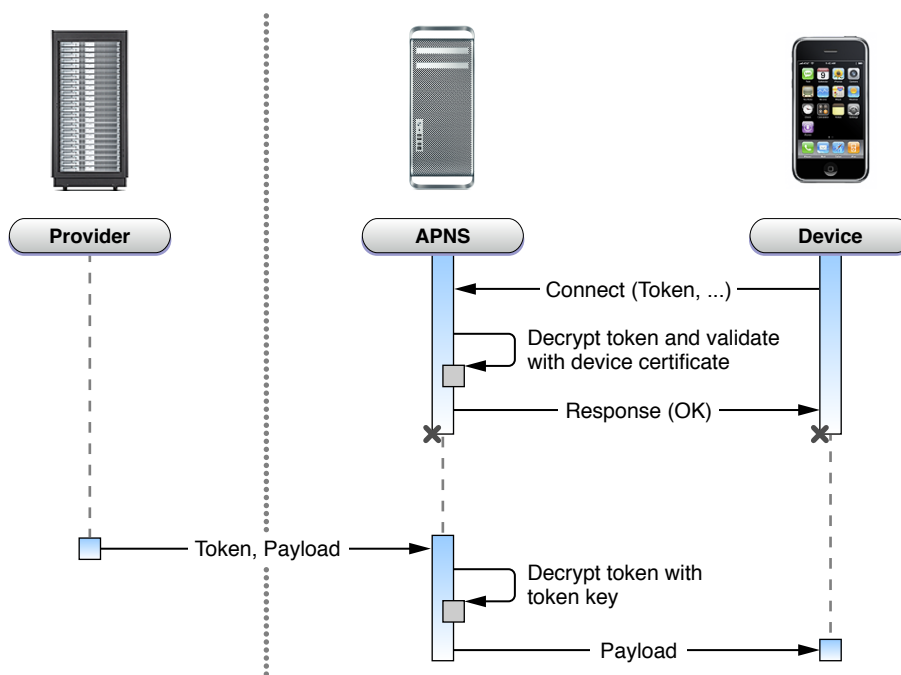 Provider
APNS
Device
Connect (Token, ...)
Decrypt token and validate
with device certificate
Response (OK)
Token, Payload
Decrypt token with
token key
Payload